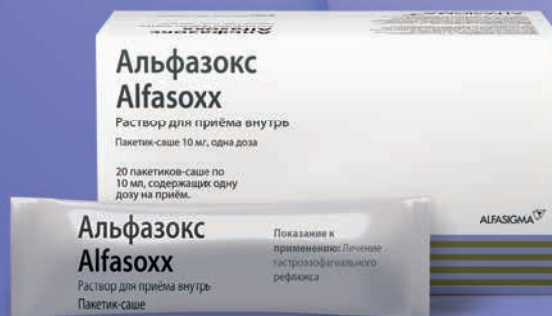 Альфазокс
Alfasoxx
Раствор для приёма внутрь
Пакетик-саше 10 мг, одна доза
20 пакетиков-саше по
10 мл, содержащих одну
дозу на приём.
ALFASIGMA
Альфазокс
Alfasoxx
Раствор для приёма внутрь
Пакетик-саше
Показание к
применению: Лечение
гастроэзофагеального
рефлюкса